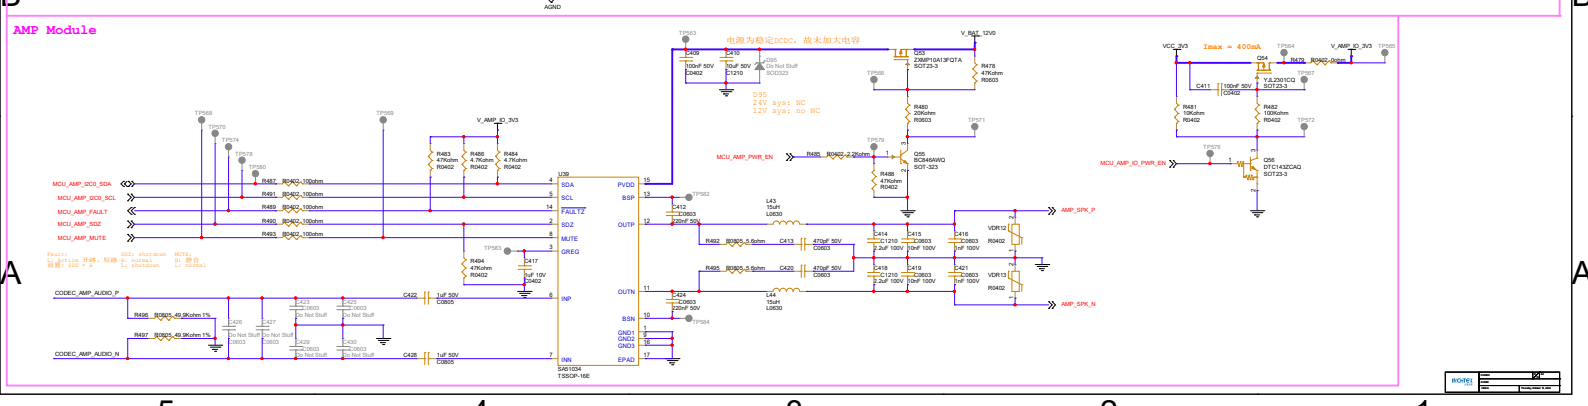 AGND
AMP Module
电源为稳定DCDC, 故未加大电容
TP563
C409
100nF 50V
C0402
C410
10uF 50V
C1210
D95
Do Not Stuff
SOD323
D95
24V sys: NC
12V sys: no NC
Q53
ZXMP10A13FQTA
SOT23-3
V_BAT_12V0
R478
47Kohm
R0603
R480
20Kohm
R0603
TP571
TP579
MCU_AMP_PWR_EN
R485
R0402-2.2Kohm
Q55
BC846AWQ
SOT-323
R488
47Kohm
R0402
VCC_3V3
Imax = 400mA
TP564
V_AMP_IO_3V3
TP565
R479
R0402-0ohm
Q54
YJL2301CQ
SOT23-3
TP567
C411
100nF 50V
C0402
R481
10Kohm
R0402
R482
100Kohm
R0402
TP572
MCU_AMP_IO_PWR_EN
Q56
DTC143ZCAQ
SOT23-3
TP569
TP570
TP574
TP578
TP580
V_AMP_IO_3V3
R483
47Kohm
R0402
R486
4.7Kohm
R0402
R484
4.7Kohm
R0402
MCU_AMP_I2C0_SDA
R487
R0402-100ohm
MCU_AMP_I2C0_SCL
R491
R0402-100ohm
MCU_AMP_FAULT
R489
R0402-100ohm
MCU_AMP_SDZ
R490
R0402-100ohm
MCU_AMP_MUTE
R493
R0402-100ohm
R494
47Kohm
R0402
TP583
C417
1uF 10V
C0402
U39
SDA
SCL
FAULTZ
SDZ
MUTE
GREG
INP
INN
PVDD
BSP
OUTP
OUTN
BSN
GND1
GND2
GND3
EPAD
SA51034
TSSOP-16E
TP582
C412
C0603
220nF 50V
L43
15uH
L0630
R492
R0805-5.6ohm
C413
470pF 50V
C0603
R495
R0805-5.6ohm
C420
470pF 50V
C0603
C414
C1210
2.2uF 100V
C415
C0603
10nF 100V
C416
C0603
1nF 100V
C418
C1210
2.2uF 100V
C419
C0603
10nF 100V
C421
C0603
1nF 100V
VDR12
R0402
VDR13
R0402
AMP_SPK_P
AMP_SPK_N
C424
C0603
220nF 50V
L44
15uH
L0630
TP584
CODEC_AMP_AUDIO_P
C422
1uF 50V
C0805
R496
R0805-49.9Kohm 1%
R497
R0805-49.9Kohm 1%
C423
C0603
Do Not Stuff
C425
C0603
Do Not Stuff
C426
Do Not Stuff
C0603
C427
Do Not Stuff
C0603
C429
C0603
Do Not Stuff
C430
C0603
Do Not Stuff
CODEC_AMP_AUDIO_N
C428
1uF 50V
C0805
A
A